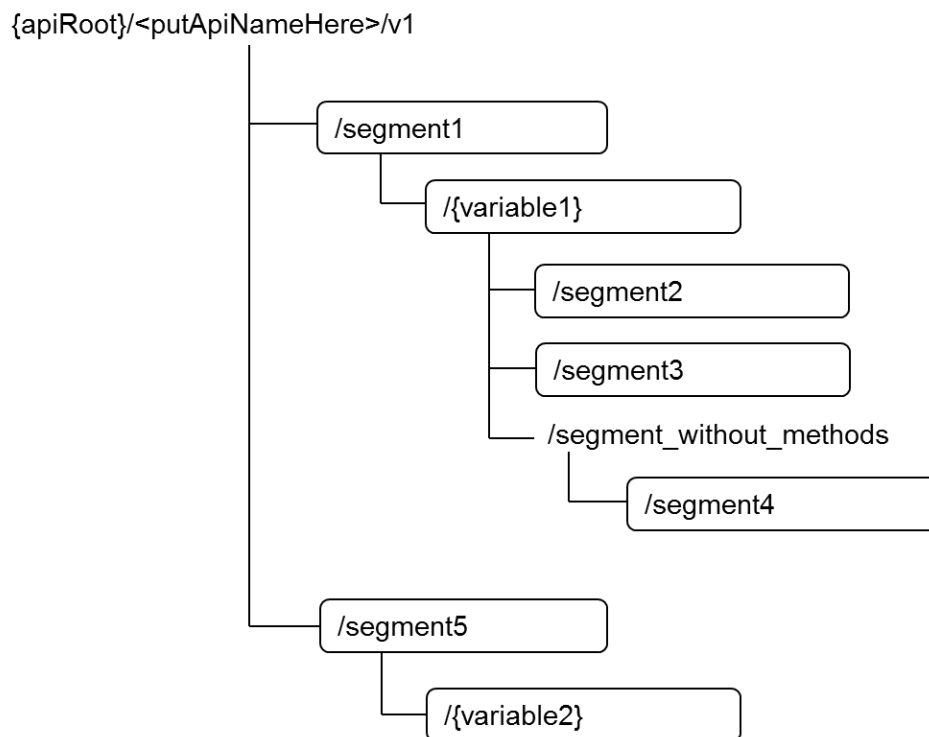 {apiRoot}/<putApiNameHere>/v1
/segment1
/{variable1}
/segment2
/segment3
/segment_without_methods
/segment4
/segment5
/{variable2}